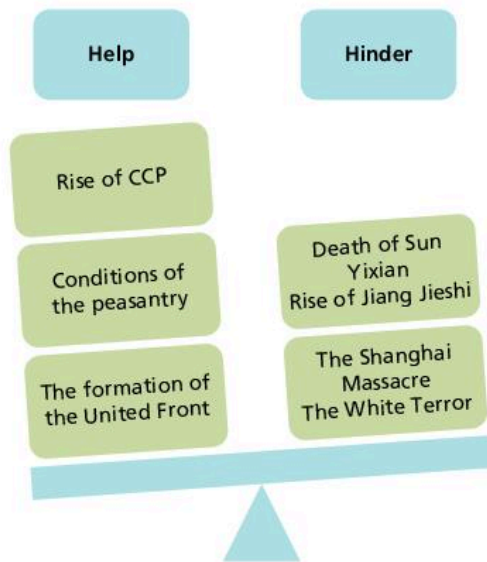 Help
Hinder
Rise of CCP
Conditions of
the peasantry
The formation of
the United Front
Death of Sun
Yixian
Rise of Jiang Jieshi
The Shanghai
Massacre
The White Terror